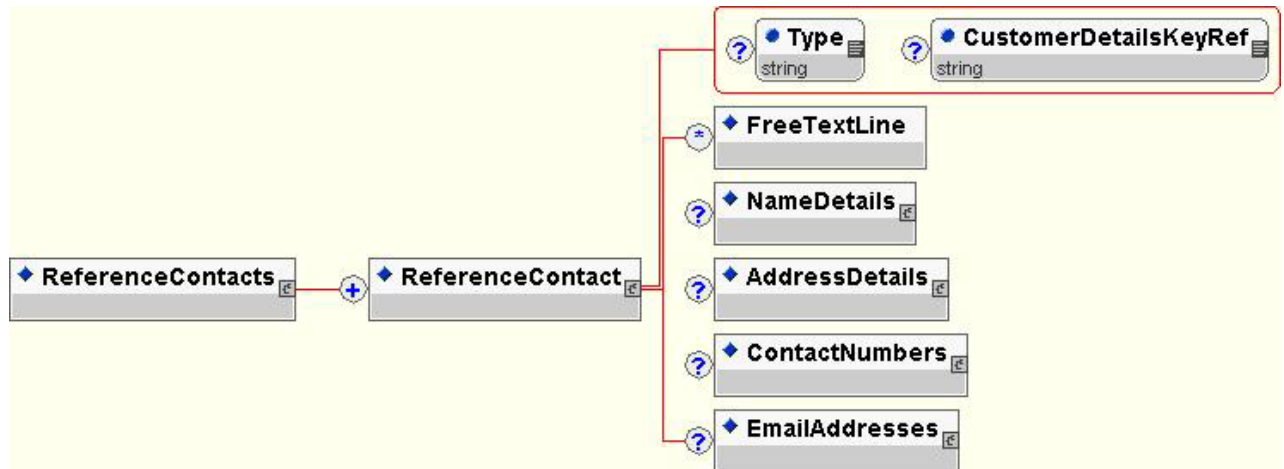 ? Type ? CustomerDetailsKeyRef
string string
* FreeTextLine
? NameDetails
ReferenceContacts + ReferenceContact ? AddressDetails
? ContactNumbers
? EmailAddresses